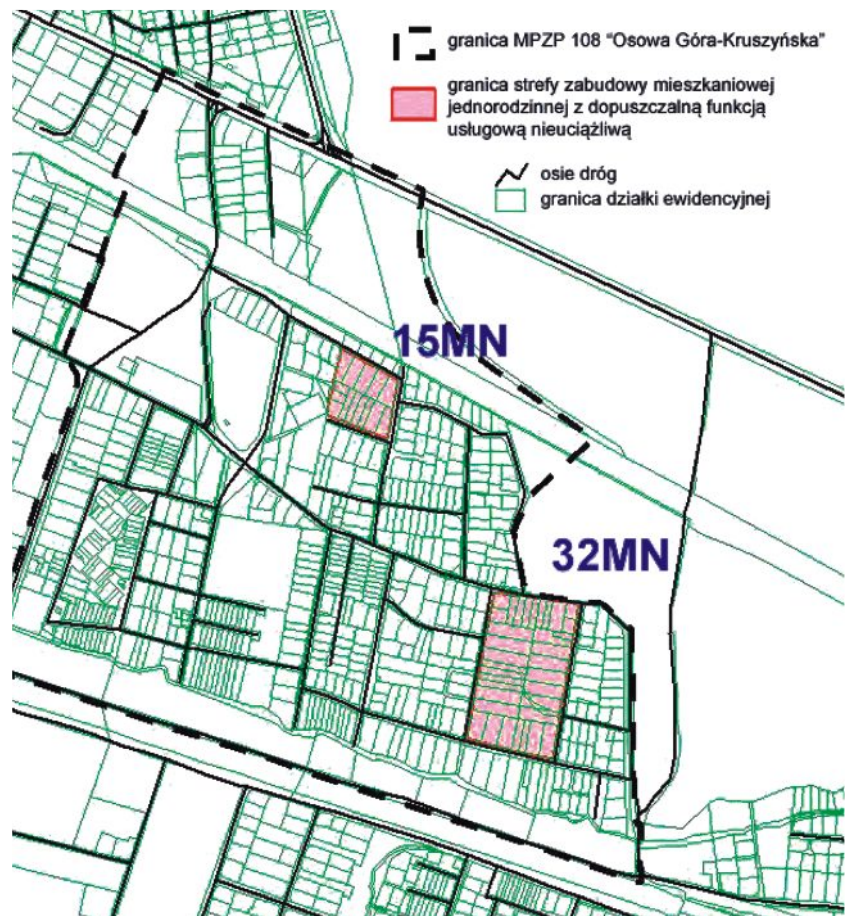 granica MPZP 108 "Osowa Góra-Kruszyńska"
granica strefy zabudowy mieszkaniowej
jednorodzinnej z dopuszczalną funkcją
usługową nieuciążliwą
osie dróg
granica działki ewidencyjnej
15MN
32MN